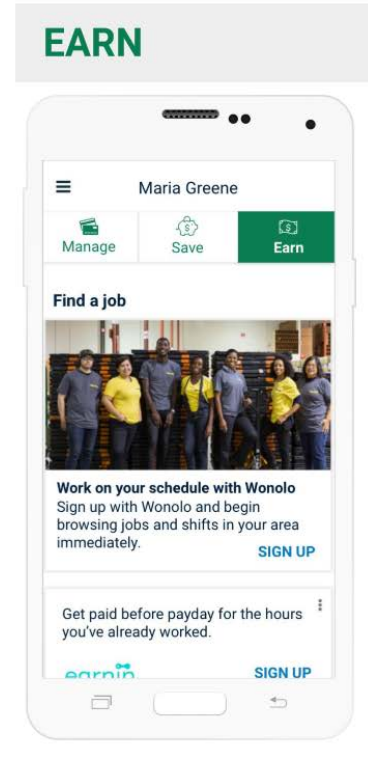 EARN
Maria Greene
Manage
Save
Earn
Find a job
Work on your schedule with Wonolo
Sign up with Wonolo and begin
browsing jobs and shifts in your area
immediately.
SIGN UP
Get paid before payday for the hours
you've already worked.
earnin
SIGN UP